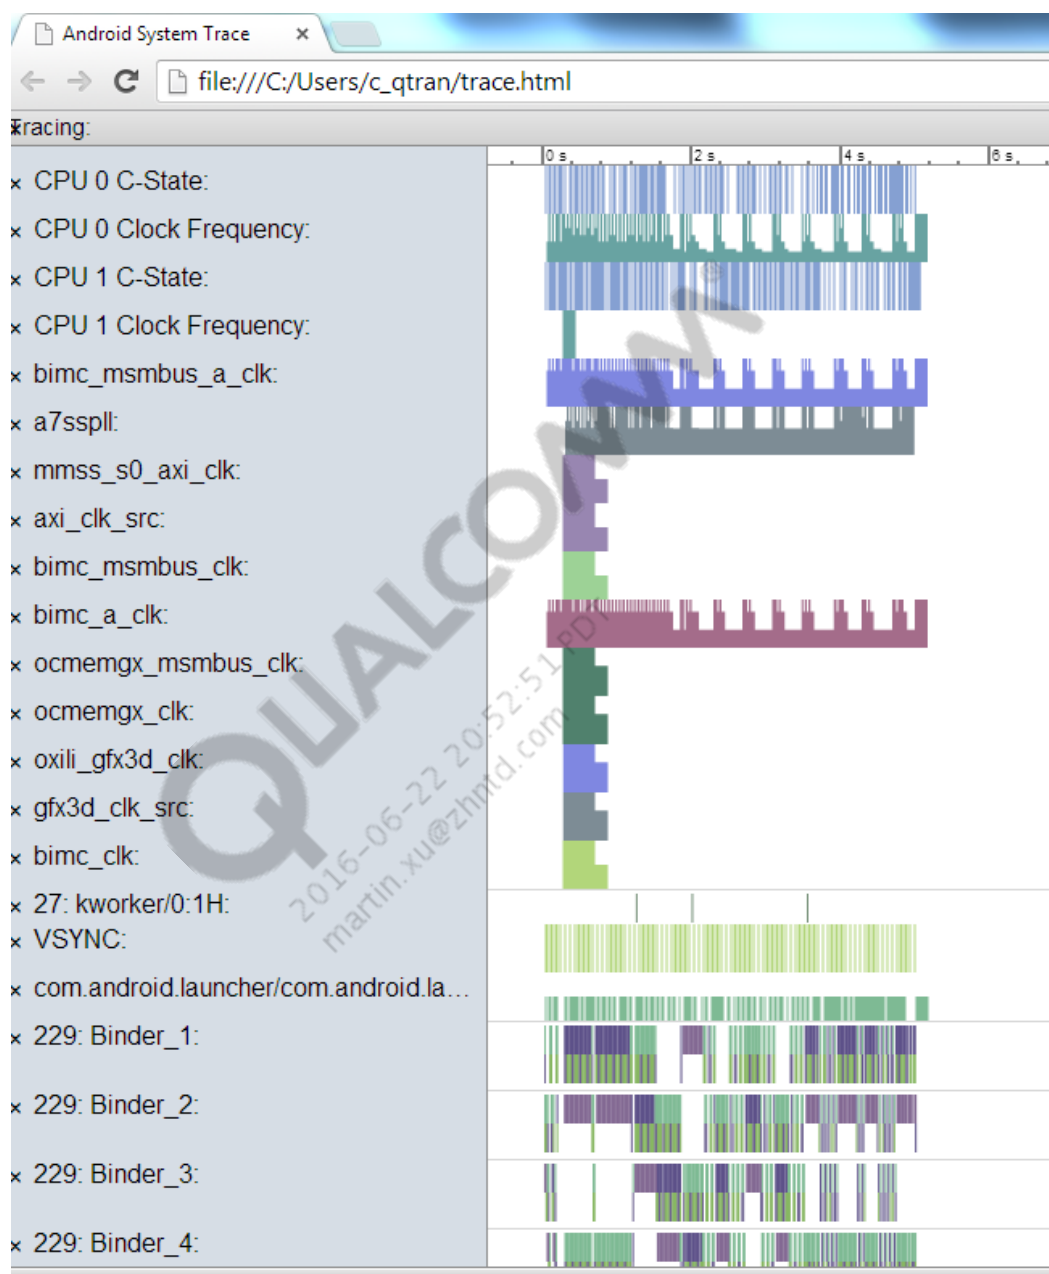 Android System Trace
file:///C:/Users/c_qtran/trace.html
Tracing:
0 s 2 s 4 s 6 s
CPU 0 C-State:
CPU 0 Clock Frequency:
CPU 1 C-State:
CPU 1 Clock Frequency:
bimc_msmbus_a_clk:
a7sspll:
mmss_s0_axi_clk:
axi_clk_src:
bimc_msmbus_clk:
bimc_a_clk:
ocmemgx_msmbus_clk:
ocmemgx_clk:
oxili_gfx3d_clk:
gfx3d_clk_src:
bimc_clk:
27: kworker/0:1H:
VSYNC:
com.android.launcher/com.android.la...
229: Binder_1:
229: Binder_2:
229: Binder_3:
229: Binder_4:
QUALCOMM®
2016-06-22 20:52:51 PDT
martin.xu@zhntd.com